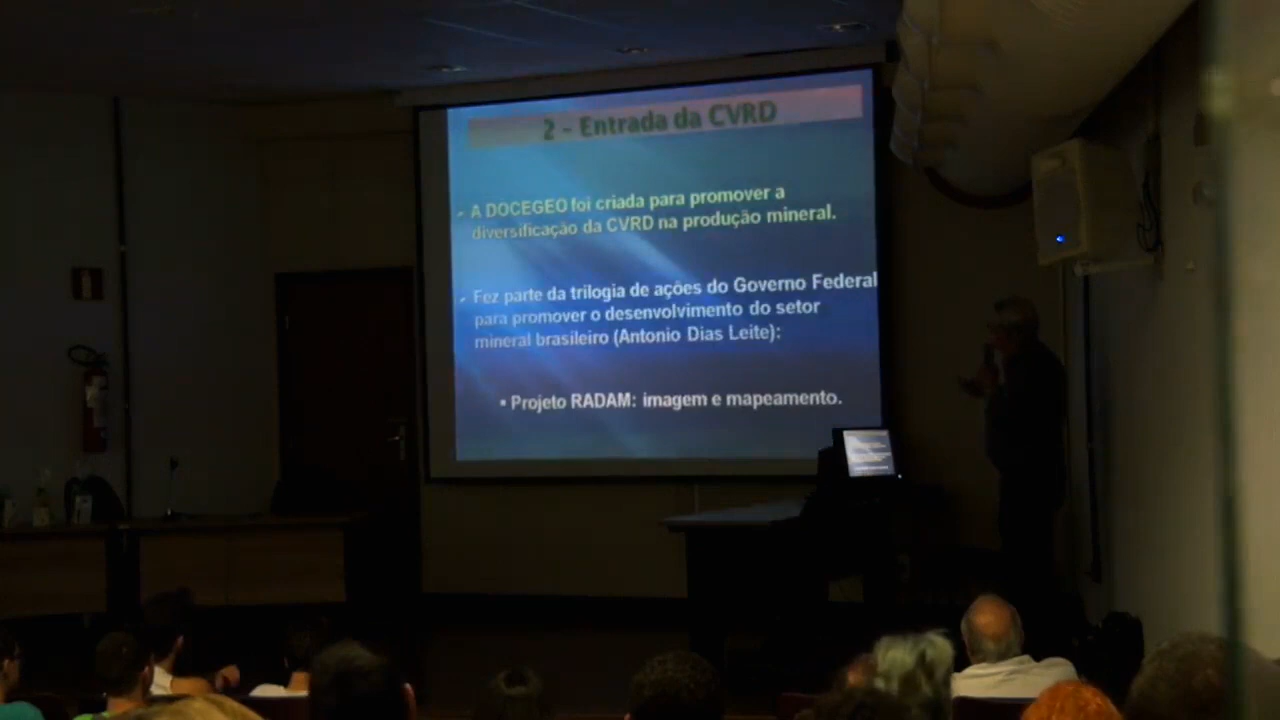 2 - Entrada da CVRD
A DOCEGEO foi criada para promover a
diversificação da CVRD na produção mineral.
Fez parte da trilogia de ações do Governo Federal
para promover o desenvolvimento do setor
mineral brasileiro (Antonio Dias Leite):
▪ Projeto RADAM: imagem e mapeamento.